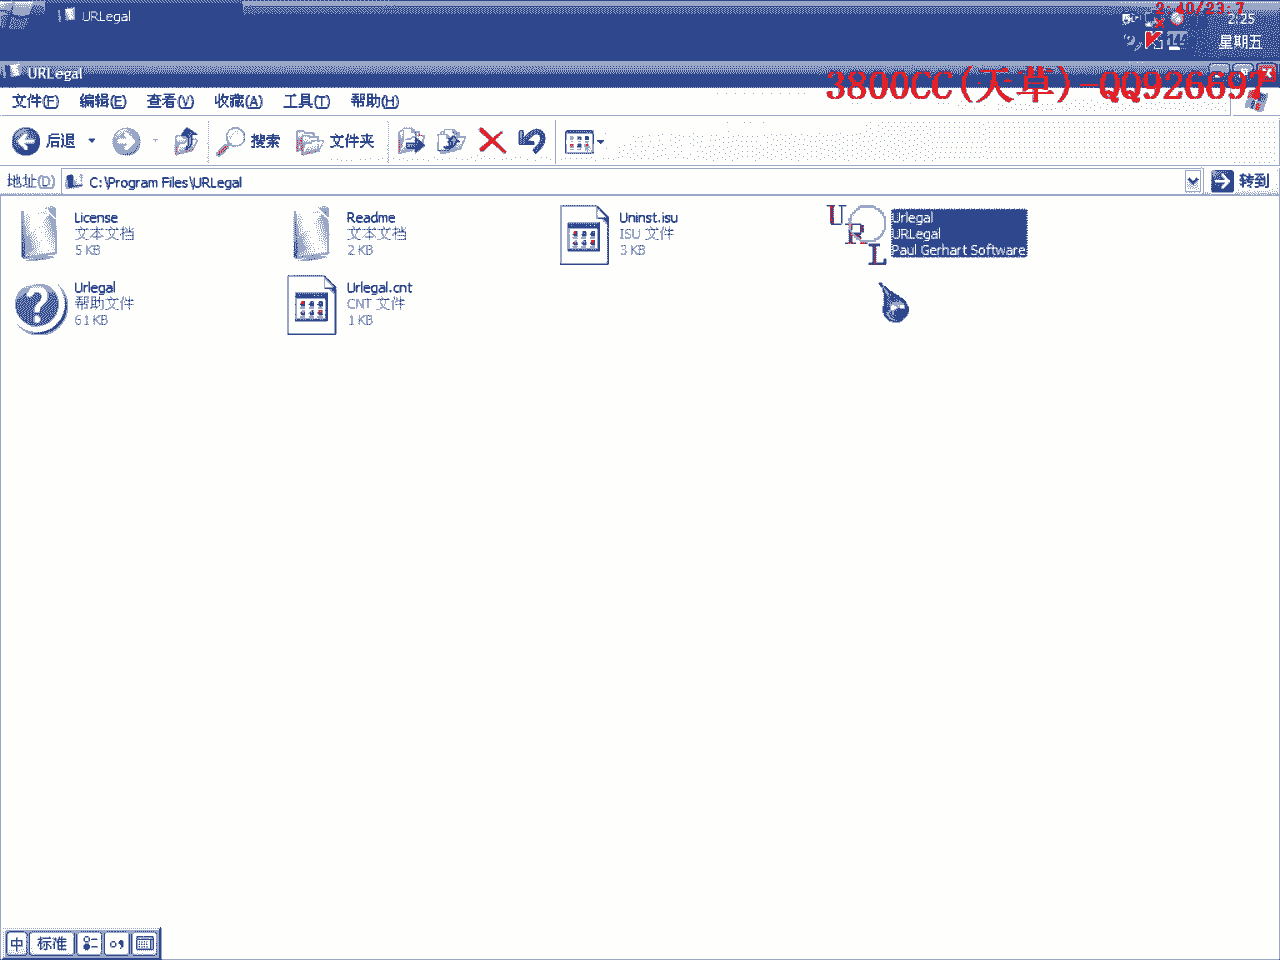 URLegal
2:40/23:7
2:25
144
星期五
URLegal
3800CC(天草)-QQ926697
文件(F) 编辑(E) 查看(V) 收藏(A) 工具(T) 帮助(H)
后退 搜索 文件夹
地址(D) C:\Program Files\URLegal 转到
License
文本文档
5 KB
Readme
文本文档
2 KB
Uninst.isu
ISU 文件
3 KB
URL
Urlegal
URLegal
Paul Gerhart Software
Urlegal
帮助文件
61 KB
Urlegal.cnt
CNT 文件
1 KB
中 标准